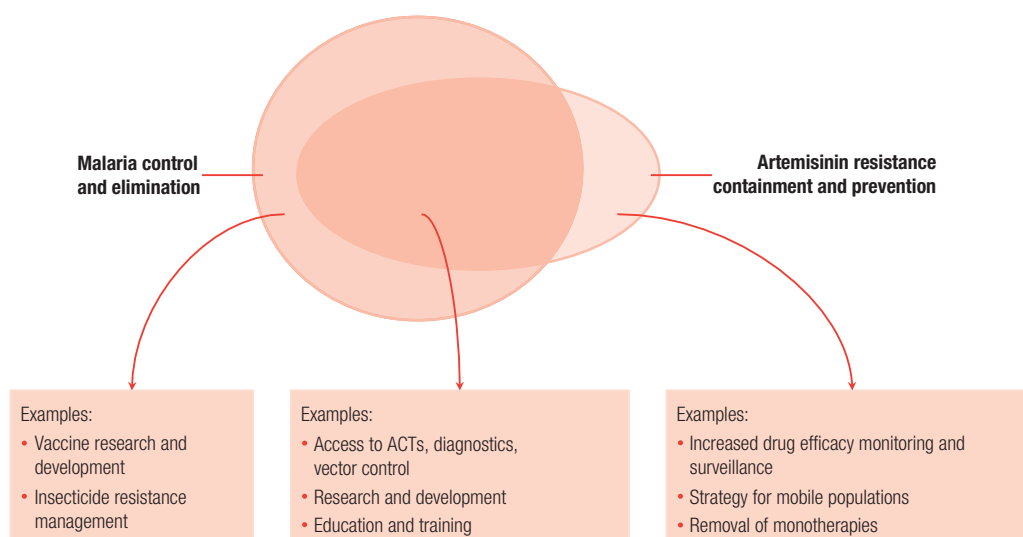 Malaria control
and elimination
Artemisinin resistance
containment and prevention
Examples:
• Vaccine research and
development
• Insecticide resistance
management
Examples:
• Access to ACTs, diagnostics,
vector control
• Research and development
• Education and training
Examples:
• Increased drug efficacy monitoring and
surveillance
• Strategy for mobile populations
• Removal of monotherapies